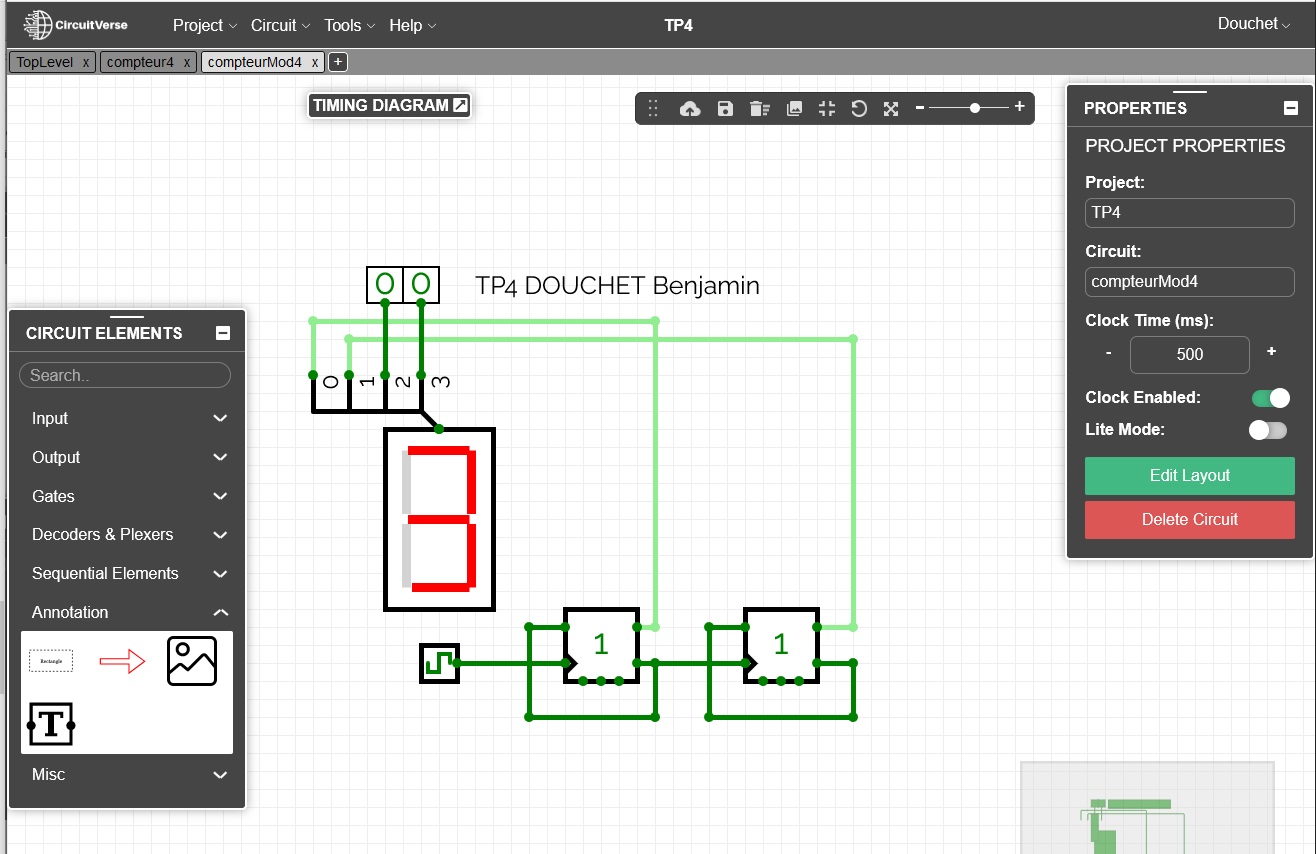 CircuitVerse Project Circuit Tools Help TP4 Douchet
TopLevel x compteur4 x compteurMod4 x +
TIMING DIAGRAM
PROPERTIES
PROJECT PROPERTIES
Project:
TP4
Circuit:
compteurMod4
Clock Time (ms):
- 500 +
Clock Enabled:
Lite Mode:
Edit Layout
Delete Circuit
0 0 TP4 DOUCHET Benjamin
0 1 2 3
3
1 1
CIRCUIT ELEMENTS
Search..
Input
Output
Gates
Decoders & Plexers
Sequential Elements
Annotation
Rectangle
T
Misc